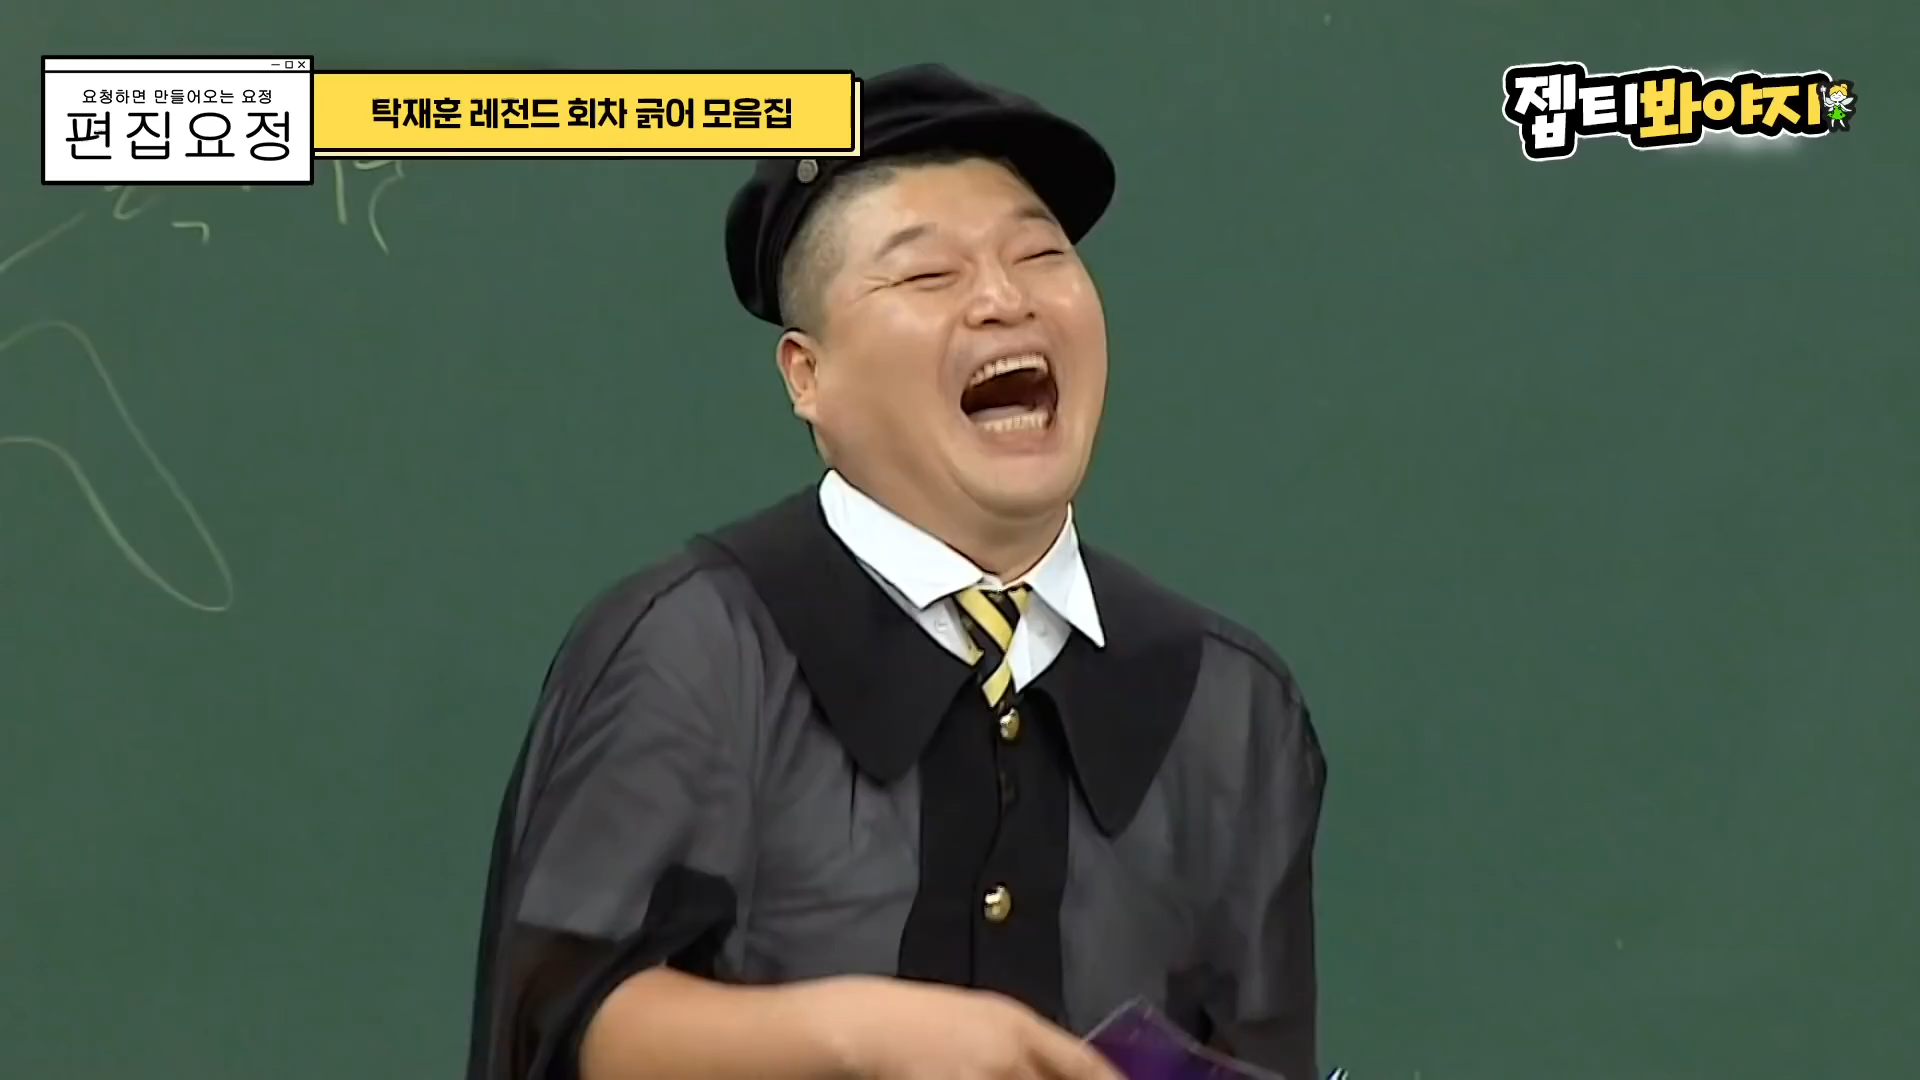 요청하면 만들어오는 요정
편집요정
탁재훈 레전드 회차 긁어 모음집
젭티봐야지